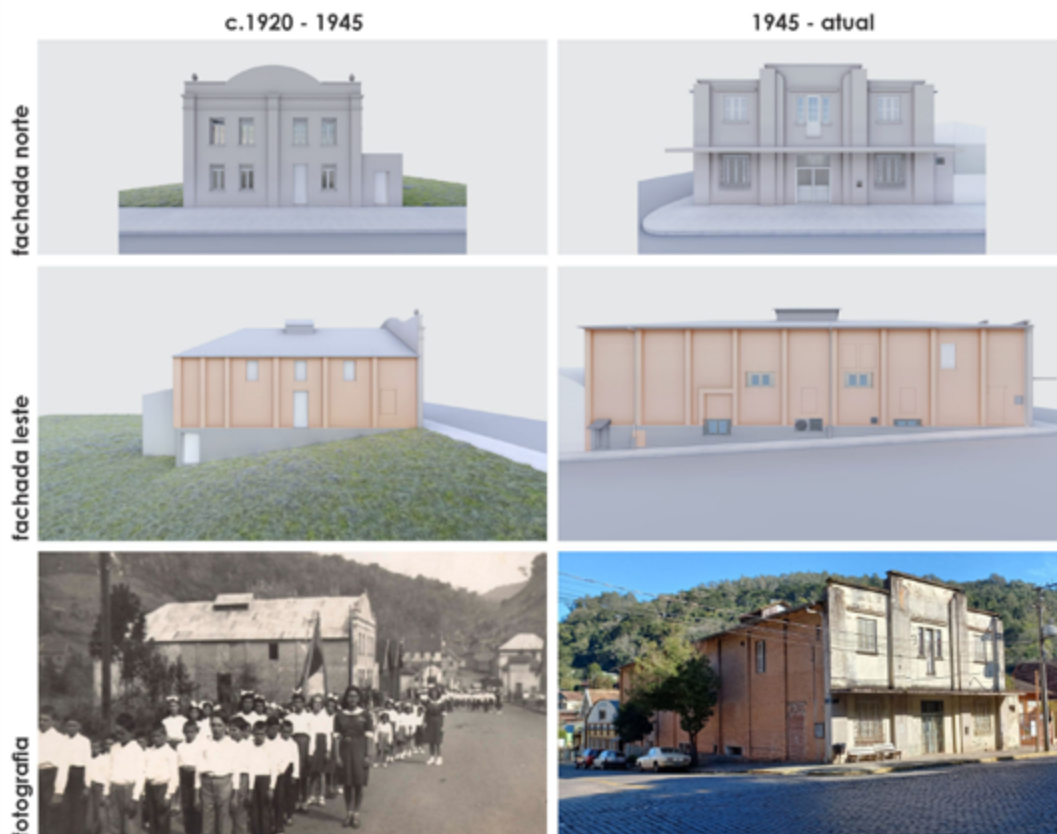 c.1920 - 1945
1945 - atual
fachada norte
fachada leste
fotografia